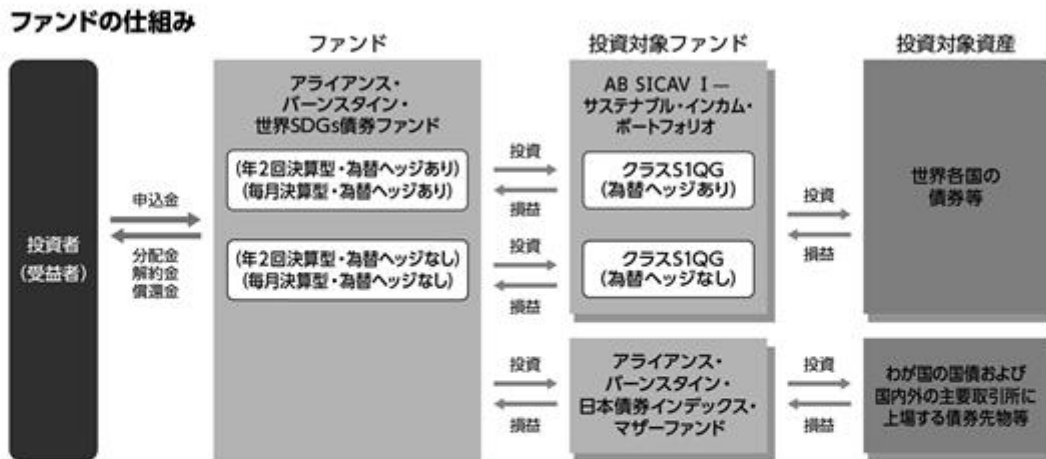 ファンドの仕組み
ファンド
投資対象ファンド
投資対象資産
投資者
(受益者)
申込金
分配金
解約金
償還金
アライアンス・
バーンスタイン・
世界SDGs債券ファンド
(年2回決算型・為替ヘッジあり)
(毎月決算型・為替ヘッジあり)
(年2回決算型・為替ヘッジなし)
(毎月決算型・為替ヘッジなし)
投資
損益
投資
損益
投資
損益
AB SICAV Ⅰ―
サステナブル・インカム・
ポートフォリオ
クラスS1QG
(為替ヘッジあり)
クラスS1QG
(為替ヘッジなし)
アライアンス・
バーンスタイン・
日本債券インデックス・
マザーファンド
投資
損益
投資
損益
世界各国の
債券等
わが国の国債および
国内外の主要取引所に
上場する債券先物等